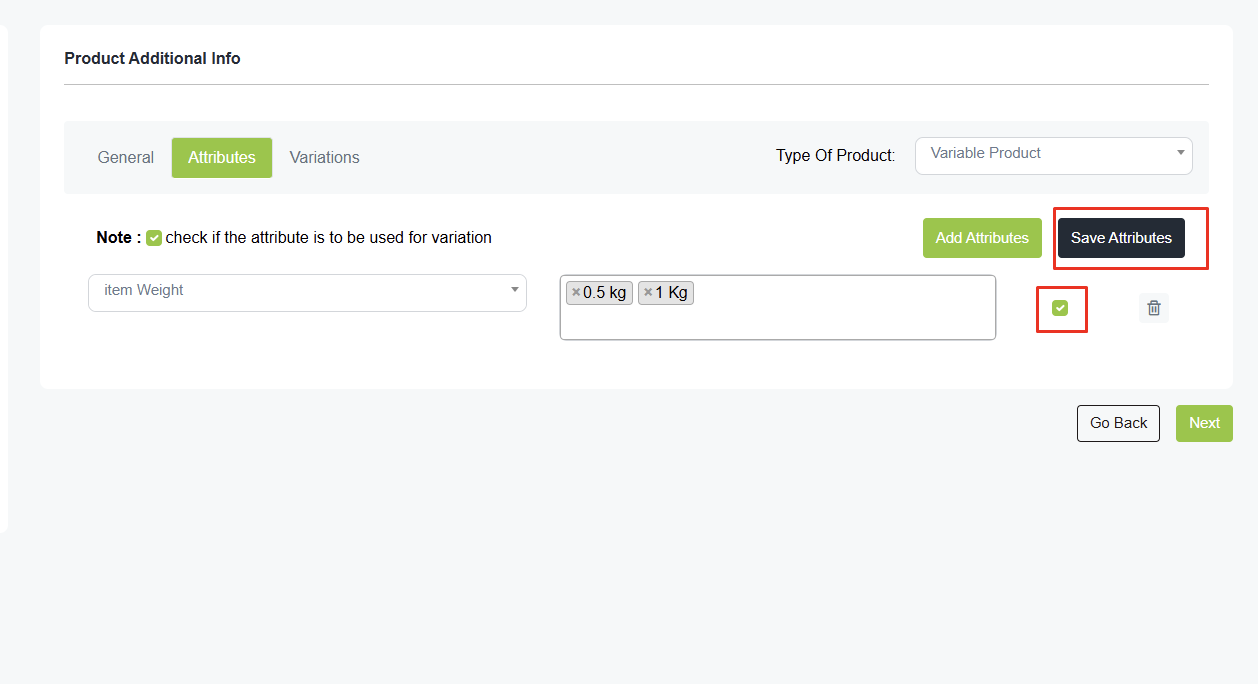 Product Additional Info
General Attributes Variations Type Of Product: Variable Product
Note : check if the attribute is to be used for variation Add Attributes Save Attributes
item Weight ×0.5 kg ×1 Kg
Go Back Next